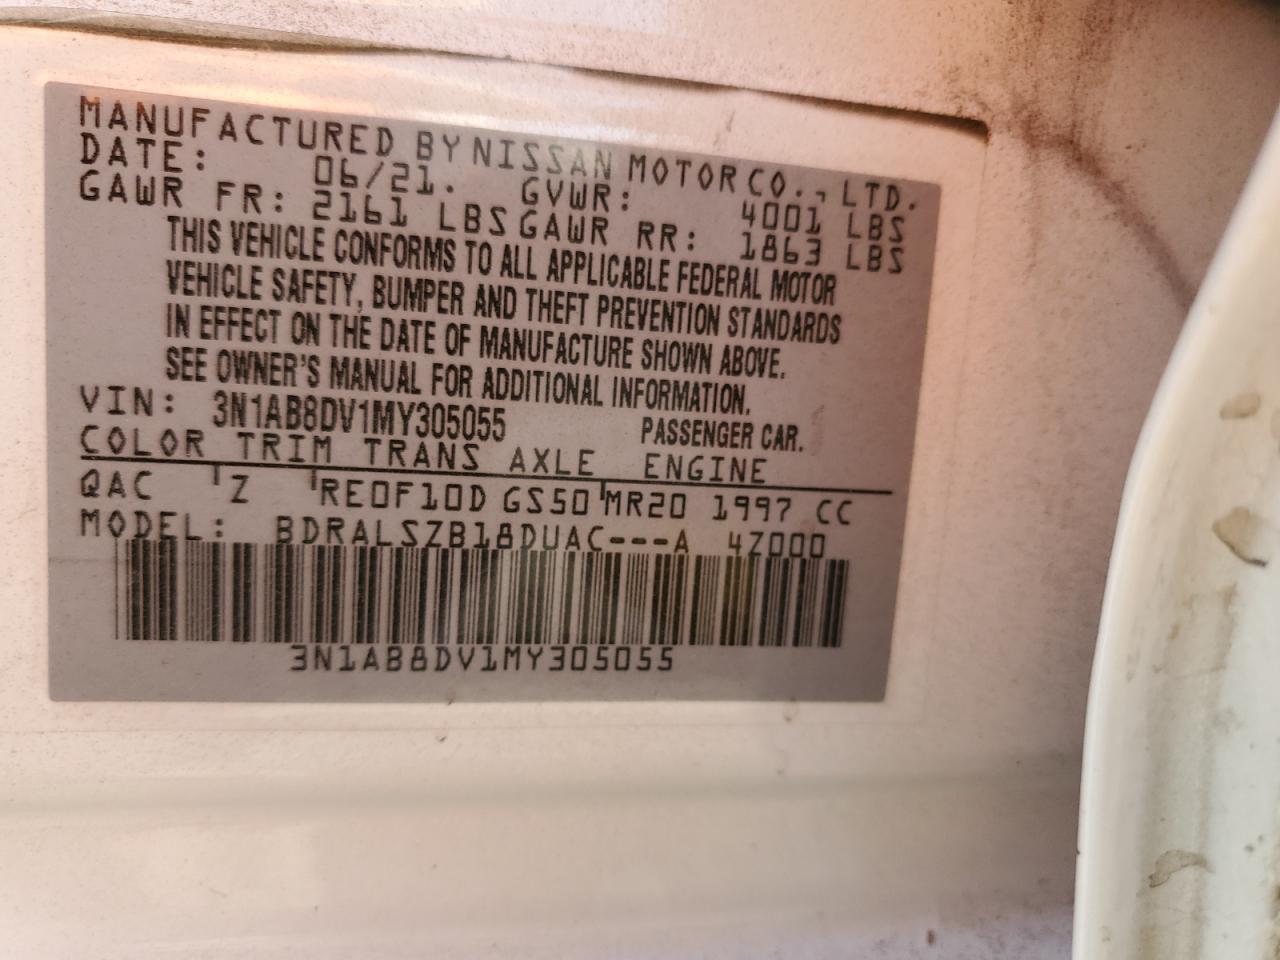 MANUFACTURED BY NISSAN MOTOR CO., LTD.
DATE: 06/21. GVWR: 4001 LBS
GAWR FR: 2161 LBS GAWR RR: 1863 LBS
THIS VEHICLE CONFORMS TO ALL APPLICABLE FEDERAL MOTOR
VEHICLE SAFETY, BUMPER AND THEFT PREVENTION STANDARDS
IN EFFECT ON THE DATE OF MANUFACTURE SHOWN ABOVE.
SEE OWNER'S MANUAL FOR ADDITIONAL INFORMATION.
VIN: 3N1AB8DV1MY305055 PASSENGER CAR.
COLOR TRIM TRANS AXLE ENGINE
QAC Z RE0F10D GS50 MR20 1997 CC
MODEL: BDRALSZB18DUAC---A 4Z000
3N1AB8DV1MY305055